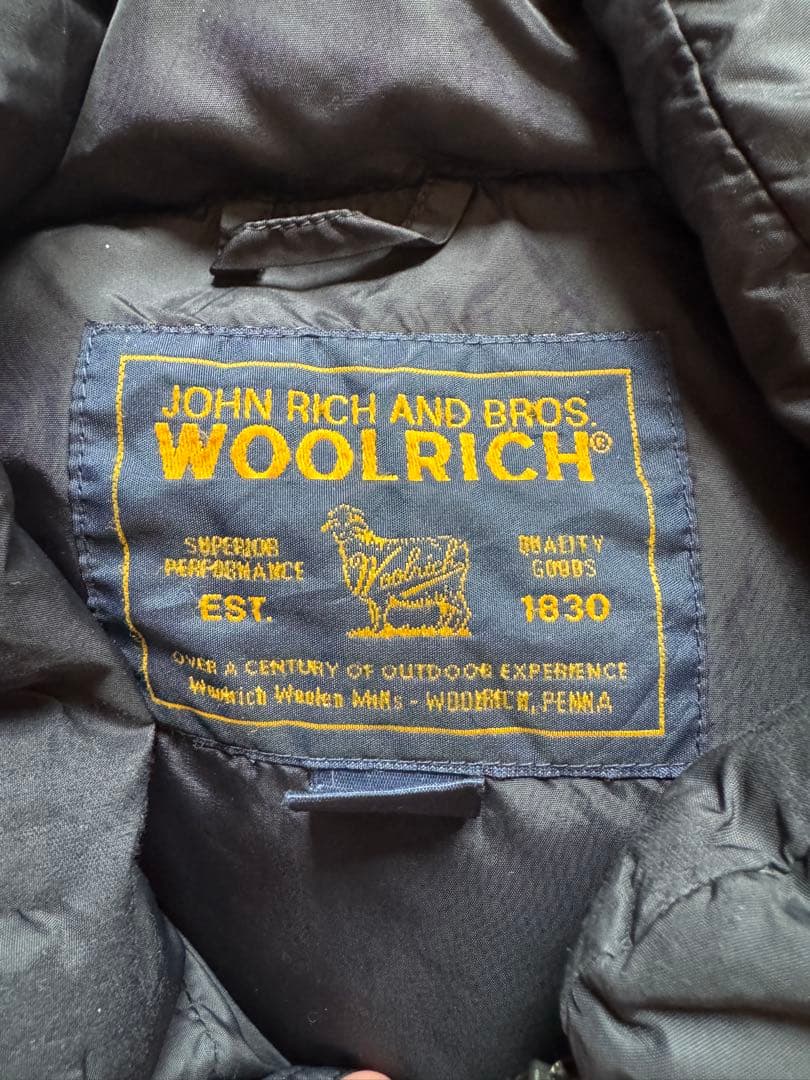 JOHN RICH AND BROS.
WOOLRICH®
SUPERIOR
PERFORMANCE
Woolrich
QUALITY
GOODS
EST.
1830
OVER A CENTURY OF OUTDOOR EXPERIENCE
Woolrich Woolen Mills - WOOLRICH, PENNA